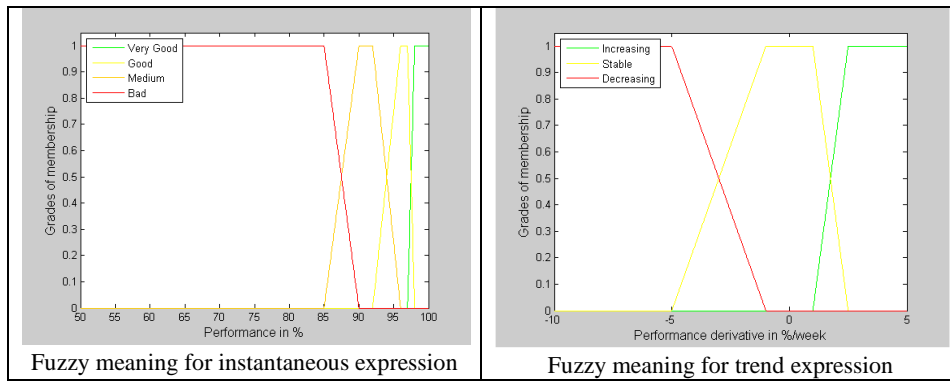 Very Good
Good
Medium
Bad
Grades of membership
1
0.9
0.8
0.7
0.6
0.5
0.4
0.3
0.2
0.1
0
50 55 60 65 70 75 80 85 90 95 100
Performance in %
Fuzzy meaning for instantaneous expression
Increasing
Stable
Decreasing
Grades of membership
1
0.9
0.8
0.7
0.6
0.5
0.4
0.3
0.2
0.1
0
-10 -5 0 5
Performance derivative in %/week
Fuzzy meaning for trend expression